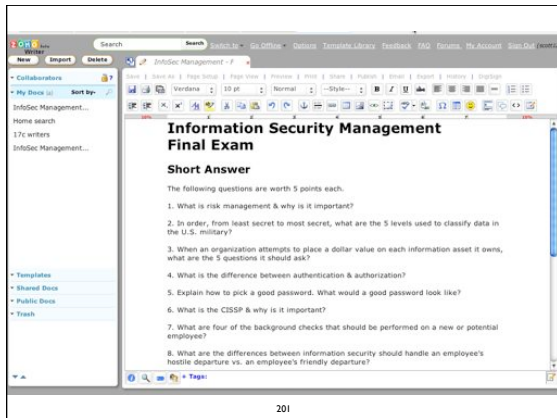 ZOHO Beta
Writer
Search
Search
Switch to Go Offline Options Template Library Feedback FAQ Forums My Account Sign Out
New Import Delete
InfoSec Management - F
Collaborators
Save Save As Page Setup Page View Preview Print Share Publish Email Export History DigiSign
My Docs Sort by-
Verdana 10 pt Normal --Style-- B I U abc
InfoSec Management...
Home search
17c writers
InfoSec Management...
Information Security Management
Final Exam
Short Answer
The following questions are worth 5 points each.
1. What is risk management & why is it important?
2. In order, from least secret to most secret, what are the 5 levels used to classify data in
the U.S. military?
3. When an organization attempts to place a dollar value on each information asset it owns,
what are the 5 questions it should ask?
4. What is the difference between authentication & authorization?
5. Explain how to pick a good password. What would a good password look like?
6. What is the CISSP & why is it important?
7. What are four of the background checks that should be performed on a new or potential
employee?
8. What are the differences between information security should handle an employee's
hostile departure vs. an employee's friendly departure?
Templates
Shared Docs
Public Docs
Trash
+ Tags:
201